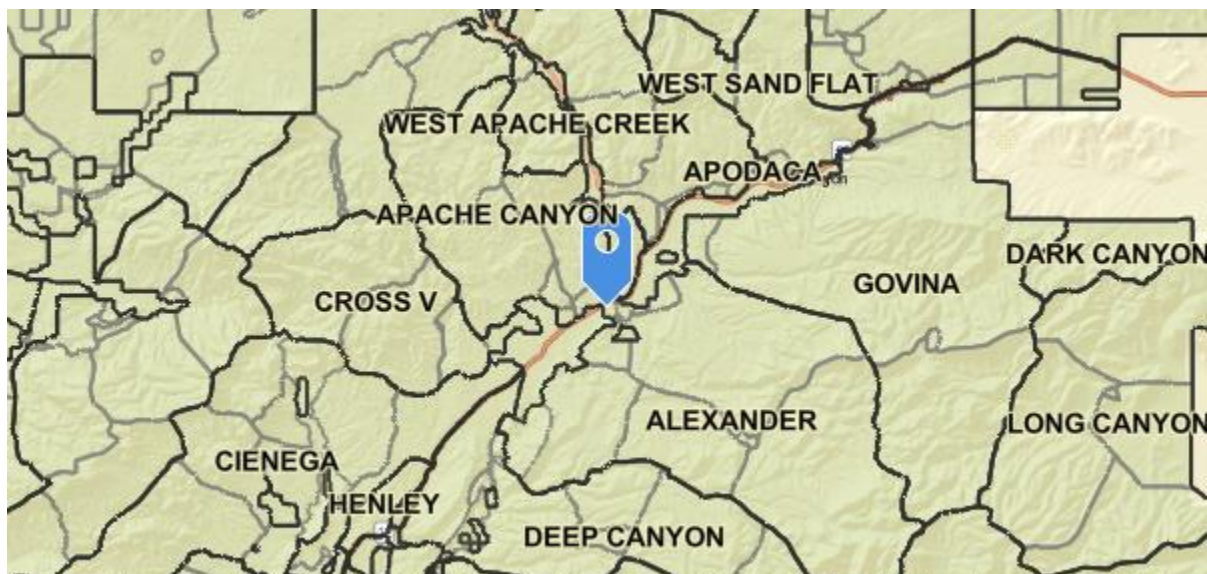 WEST SAND FLAT
WEST APACHE CREEK
APODACA
APACHE CANYON
1
DARK CANYON
GOVINA
CROSS V
ALEXANDER
LONG CANYON
CIENEGA
HENLEY
DEEP CANYON